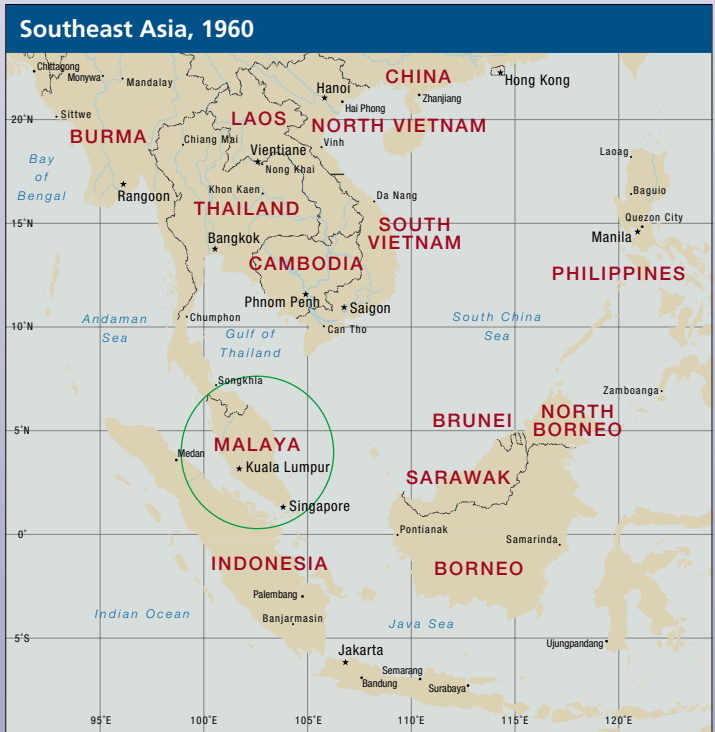 Southeast Asia, 1960
Chittagong
Monywa
Mandalay
CHINA
Hong Kong
Hanoi
Zhanjiang
Hai Phong
20°N
Sittwe
LAOS
NORTH VIETNAM
BURMA
Chiang Mai
Vientiane
Vinh
Laoag
Bay
of
Bengal
Nong Khai
Rangoon
Khon Kaen
Da Nang
Baguio
THAILAND
15°N
SOUTH
VIETNAM
Quezon City
Bangkok
Manila
CAMBODIA
PHILIPPINES
Phnom Penh
Saigon
Andaman
Sea
Chumphon
South China
Sea
10°N
Gulf of
Thailand
Can Tho
Songkhla
Zamboanga
BRUNEI
NORTH
BORNEO
5°N
MALAYA
Medan
Kuala Lumpur
SARAWAK
Singapore
0°
Pontianak
Samarinda
INDONESIA
BORNEO
Palembang
Indian Ocean
Banjarmasin
Java Sea
5°S
Ujungpandang
Jakarta
Semarang
Bandung
Surabaya
95°E
100°E
105°E
110°E
115°E
120°E